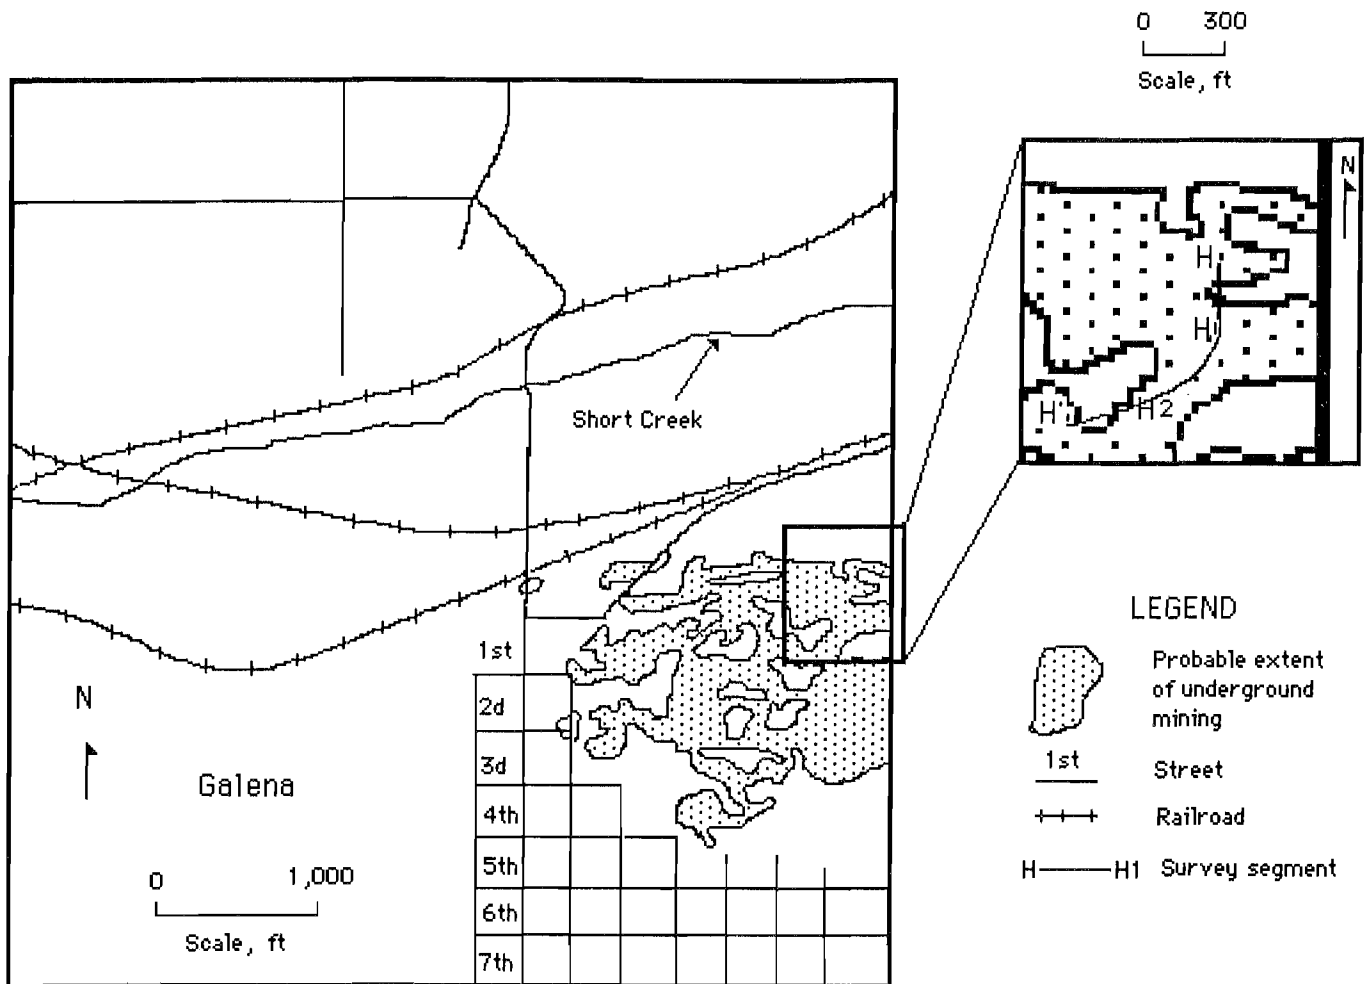 0 300
Scale, ft
N
H
H1
H2
H'
Short Creek
1st
2d
3d
4th
5th
6th
7th
N
Galena
0 1,000
Scale, ft
LEGEND
Probable extent
of underground
mining
1st
Street
Railroad
H H1 Survey segment